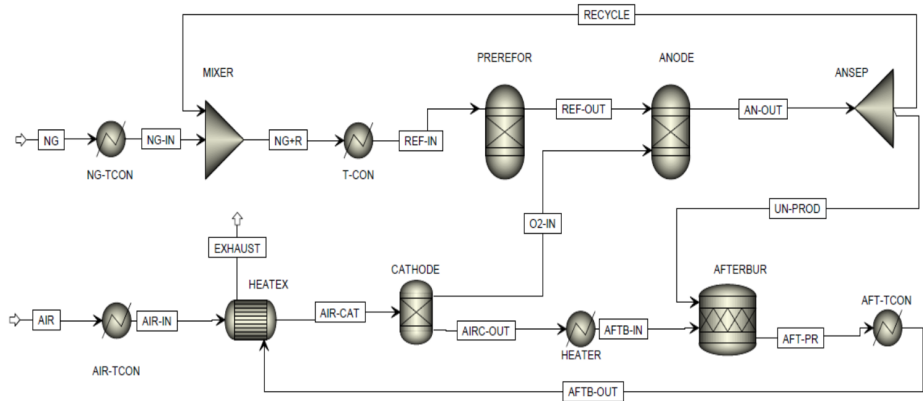 RECYCLE
MIXER
PREREFOR
ANODE
ANSEP
NG
NG-IN
NG+R
REF-IN
REF-OUT
AN-OUT
NG-TCON
T-CON
UN-PROD
O2-IN
EXHAUST
HEATEX
CATHODE
AFTERBUR
AFT-TCON
AIR
AIR-IN
AIR-CAT
AIRC-OUT
AFTB-IN
AFT-PR
HEATER
AIR-TCON
AFTB-OUT